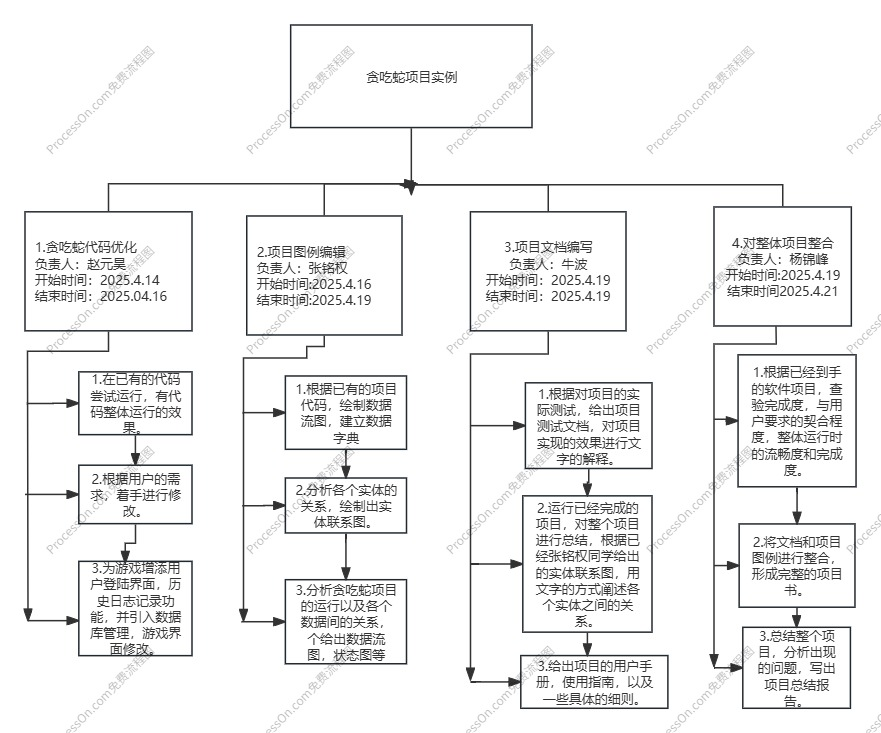 贪吃蛇项目实例
1.贪吃蛇代码优化
负责人：赵元昊
开始时间：2025.4.14
结束时间：2025.04.16
1.在已有的代码
尝试运行，有
代码整体运行的效
果。
2.根据用户的需
求，着手进行修
改。
3.为游戏增添用
户登陆界面，历
史日志记录功
能，并引入数据
库管理，游戏界
面修改。
2.项目图例编辑
负责人：张铭权
开始时间:2025.4.16
结束时间:2025.4.19
1.根据已有的项目
代码，绘制数据
流图，建立数据
字典
2.分析各个实体的
关系，绘制出实
体联系图。
3.分析贪吃蛇项目
的运行以及各个
数据间的关系，
个给出数据流
图，状态图等
3.项目文档编写
负责人：牛波
开始时间：2025.4.19
结束时间：2025.4.19
1.根据对项目的实
际测试，给出项目
测试文档，对项目
实现的效果进行文
字的解释。
2.运行已经完成的
项目，对整个项目
进行总结，根据已
经张铭权同学给出
的实体联系图，用
文字的方式阐述各
个实体之间的关
系。
3.给出项目的用户手
册，使用指南，以及
一些具体的细则。
4.对整体项目整合
负责人：杨锦峰
开始时间:2025.4.19
结束时间2025.4.21
1.根据已经到手
的软件项目，查
验完成度，与用
户要求的契合程
度，整体运行时
的流畅度和完成
度。
2.将文档和项目
图例进行整合，
形成完整的项目
书。
3.总结整个项
目，分析出现
的问题，写出
项目总结报
告。
ProcessOn.com免费流程图